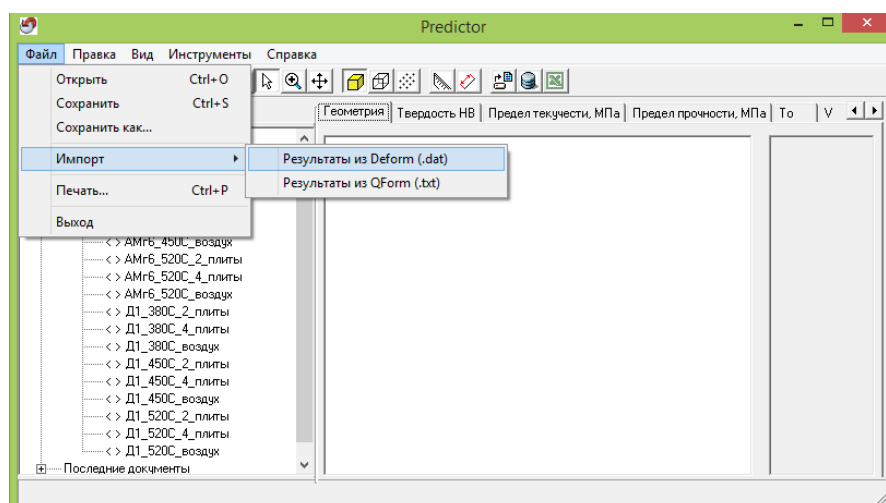 Predictor
Файл Правка Вид Инструменты Справка
Открыть Ctrl+O
Сохранить Ctrl+S
Сохранить как...
Импорт
Печать... Ctrl+P
Выход
Результаты из Deform (.dat)
Результаты из QForm (.txt)
Геометрия Твердость HB Предел текучести, МПа Предел прочности, МПа То V
<> АМг6_450С_воздух
<> АМг6_520С_2_плиты
<> АМг6_520С_4_плиты
<> АМг6_520С_воздух
<> Д1_380С_2_плиты
<> Д1_380С_4_плиты
<> Д1_380С_воздух
<> Д1_450С_2_плиты
<> Д1_450С_4_плиты
<> Д1_450С_воздух
<> Д1_520С_2_плиты
<> Д1_520С_4_плиты
<> Д1_520С_воздух
Последние документы